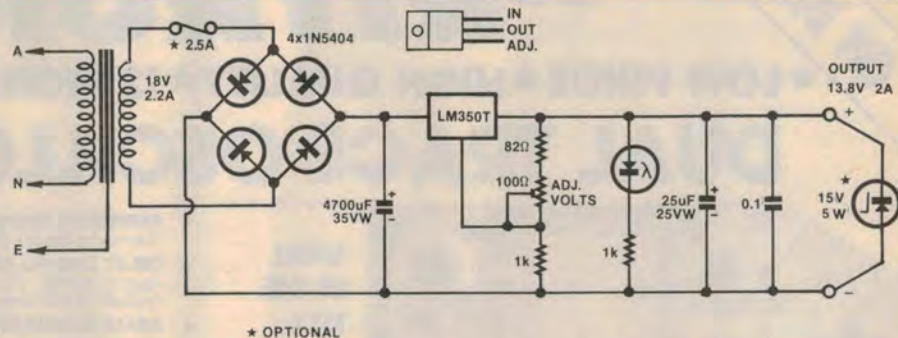 A
N
E
18V
2.2A
★ 2.5A
4x1N5404
IN
OUT
ADJ.
4700uF
35VW
+
−
LM350T
82Ω
100Ω
ADJ.
VOLTS
1k
λ
1k
+
25uF
25VW
−
0.1
OUTPUT
13.8V 2A
+
★
15V
5W
−
★ OPTIONAL